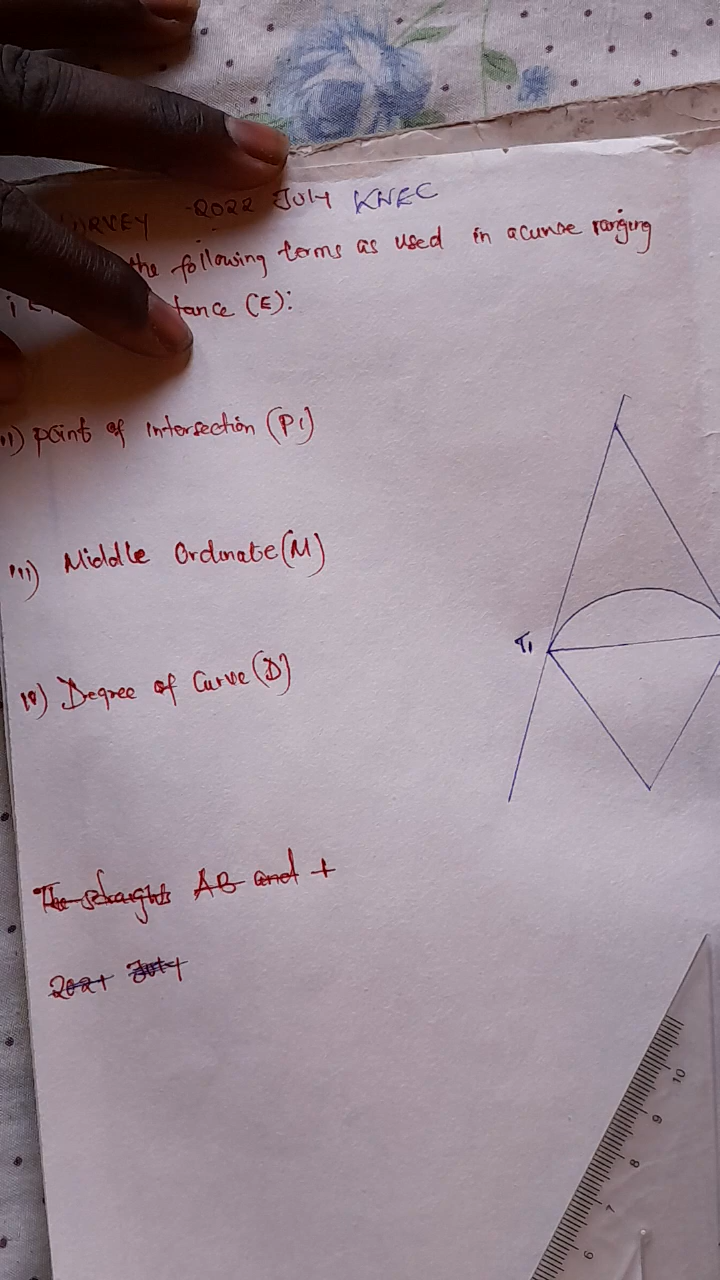 RVEY -2022 JULY KNEC
the following terms as used in a curve ranging
tance (E):
ii) point of Intersection (PI)
iii) Middle Ordinate (M)
iv) Degree of Curve (D)
T1
The straights AB and +
2021 July
10
9
8
7
6